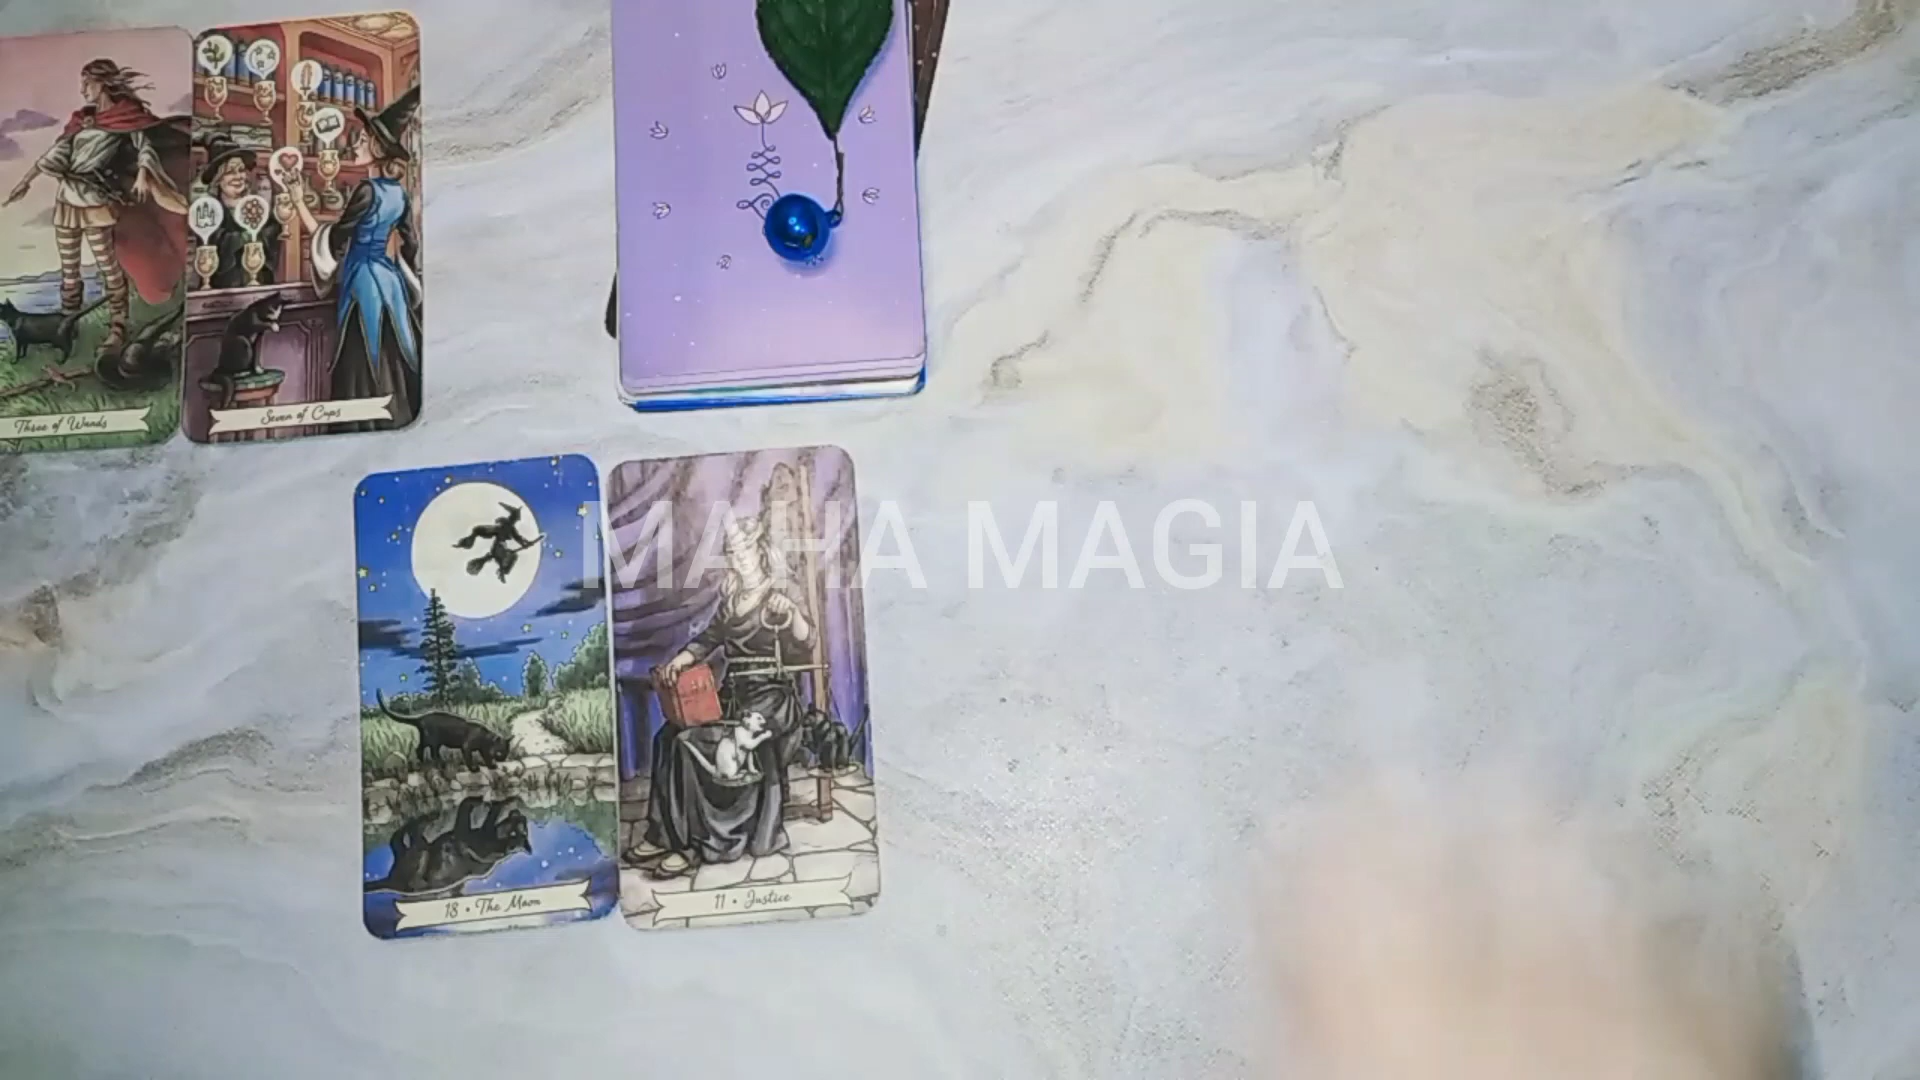 Three of Wands
Seven of Cups
MAHA MAGIA
18 • The Moon
11 • Justice